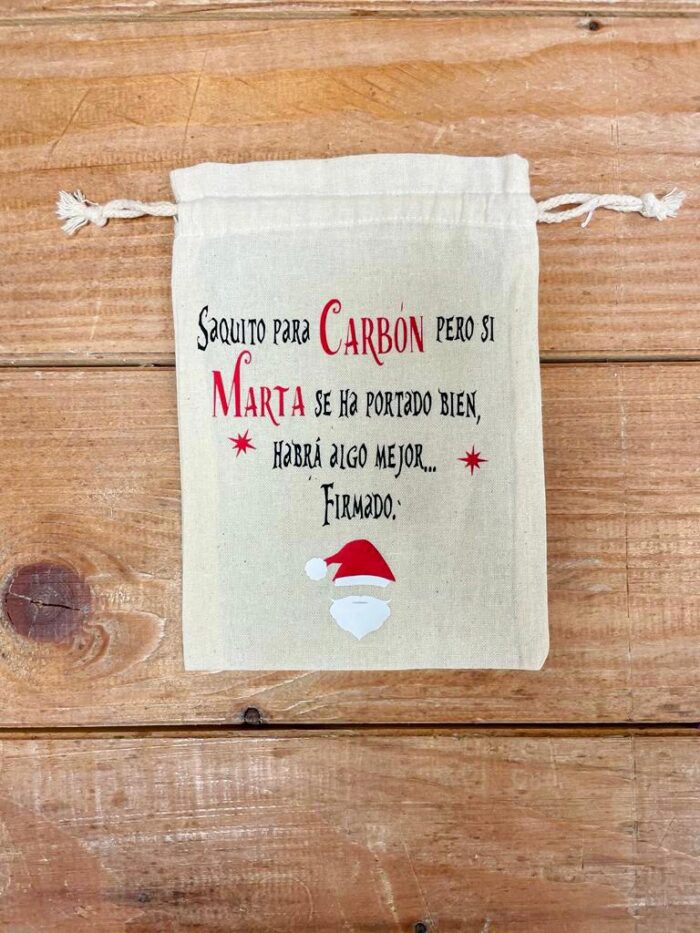 Saquito para Carbón pero si
Marta se ha portado bien,
habrá algo mejor...
Firmado: